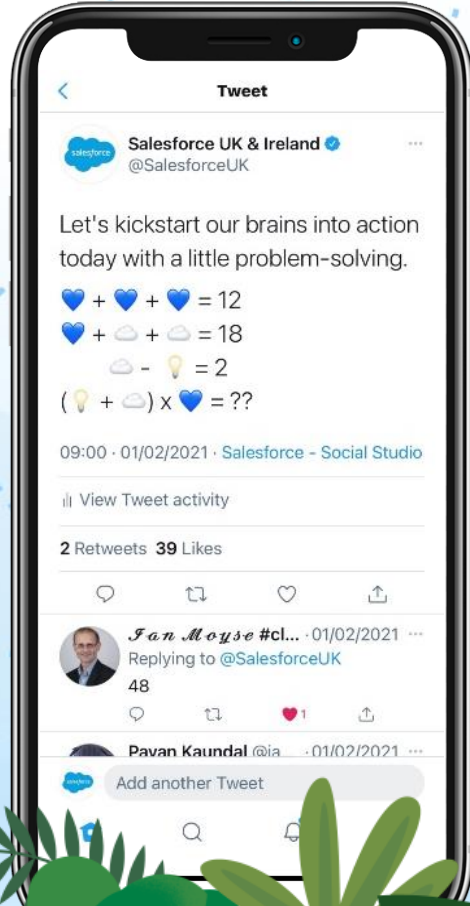 Tweet
salesforce
Salesforce UK & Ireland
@SalesforceUK
Let's kickstart our brains into action
today with a little problem-solving.
💙 + 💙 + 💙 = 12
💙 + ☁️ + ☁️ = 18
☁️ - 💡 = 2
(💡 + ☁️) x 💙 = ??
09:00 · 01/02/2021 · Salesforce - Social Studio
View Tweet activity
2 Retweets 39 Likes
𝓘𝓪𝓷 𝓜𝓸𝔂𝓼𝓮 #cl... · 01/02/2021
Replying to @SalesforceUK
48
1
Pavan Kaundal @ja · 01/02/2021
salesforce
Add another Tweet